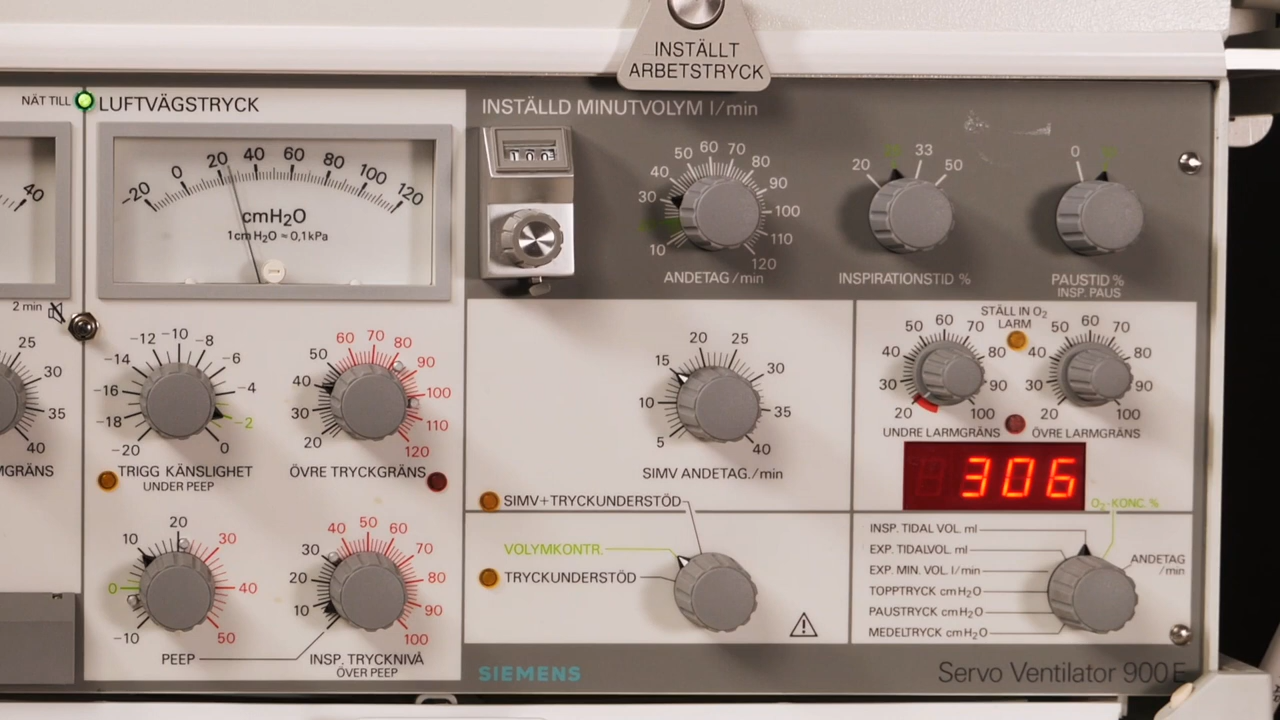 INSTÄLLT
ARBETSTRYCK
NÄT TILL
LUFTVÄGSTRYCK
INSTÄLLD MINUTVOLYM l/min
40
-20 0 20 40 60 80 100 120
cmH2O
1cm H2O ≈ 0,1kPa
100
10 30 40 50 60 70 80 90 100 110 120
ANDETAG/min
20 33 50
INSPIRATIONSTID %
0
PAUSTID %
INSP. PAUS
2 min
25 30 35 40
MGRÄNS
-20 -18 -16 -14 -12 -10 -8 -6 -4 -2 0
TRIGG KÄNSLIGHET
UNDER PEEP
20 30 40 50 60 70 80 90 100 110 120
ÖVRE TRYCKGRÄNS
5 10 15 20 25 30 35 40
SIMV ANDETAG./min
STÄLL IN O2
LARM
20 30 40 50 60 70 80 90 100
UNDRE LARMGRÄNS
20 30 40 50 60 70 80 90 100
ÖVRE LARMGRÄNS
306
-10 0 10 20 30 40 50
PEEP
10 20 30 40 50 60 70 80 90 100
INSP. TRYCKNIVÅ
ÖVER PEEP
SIMV+TRYCKUNDERSTÖD
VOLYMKONTR.
TRYCKUNDERSTÖD
O2-KONC. %
INSP. TIDAL VOL. ml
EXP. TIDALVOL. ml
EXP. MIN. VOL. l/min
TOPPTRYCK cmH2O
PAUSTRYCK cmH2O
MEDELTRYCK cmH2O
ANDETAG
/min
SIEMENS
Servo Ventilator 900 E